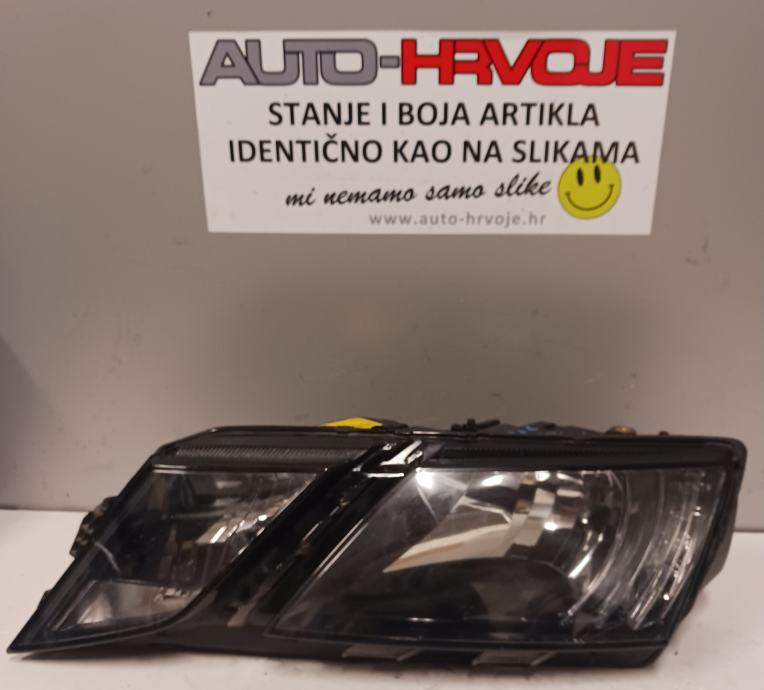 AUTO-HRVOJE
STANJE I BOJA ARTIKLA
IDENTIČNO KAO NA SLIKAMA
mi nemamo samo slike
www.auto-hrvoje.hr